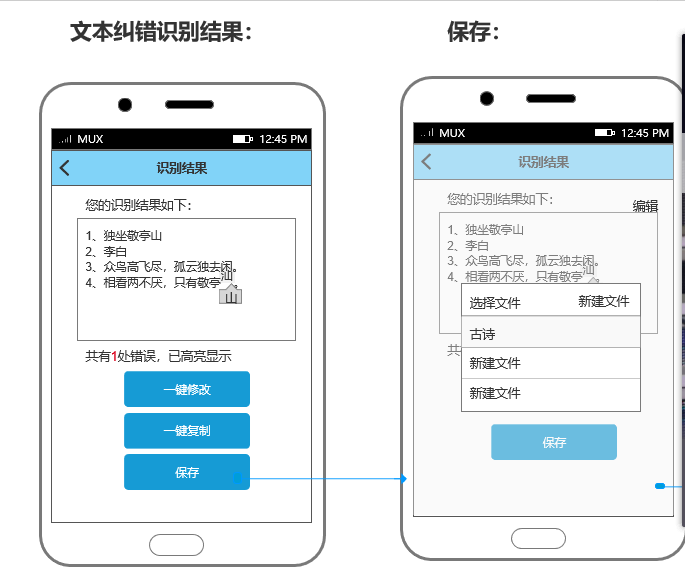 文本纠错识别结果：
MUX
12:45 PM
识别结果
您的识别结果如下：
1、独坐敬亭山
2、李白
3、众鸟高飞尽，孤云独去闲。
4、相看两不厌，只有敬亭汕。
山
共有1处错误，已高亮显示
一键修改
一键复制
保存
保存：
MUX
12:45 PM
识别结果
您的识别结果如下：
编辑
1、独坐敬亭山
2、李白
3、众鸟高飞尽，孤云独去闲。
4、相看两不厌，只有敬亭汕。
选择文件
新建文件
古诗
新建文件
新建文件
共
保存